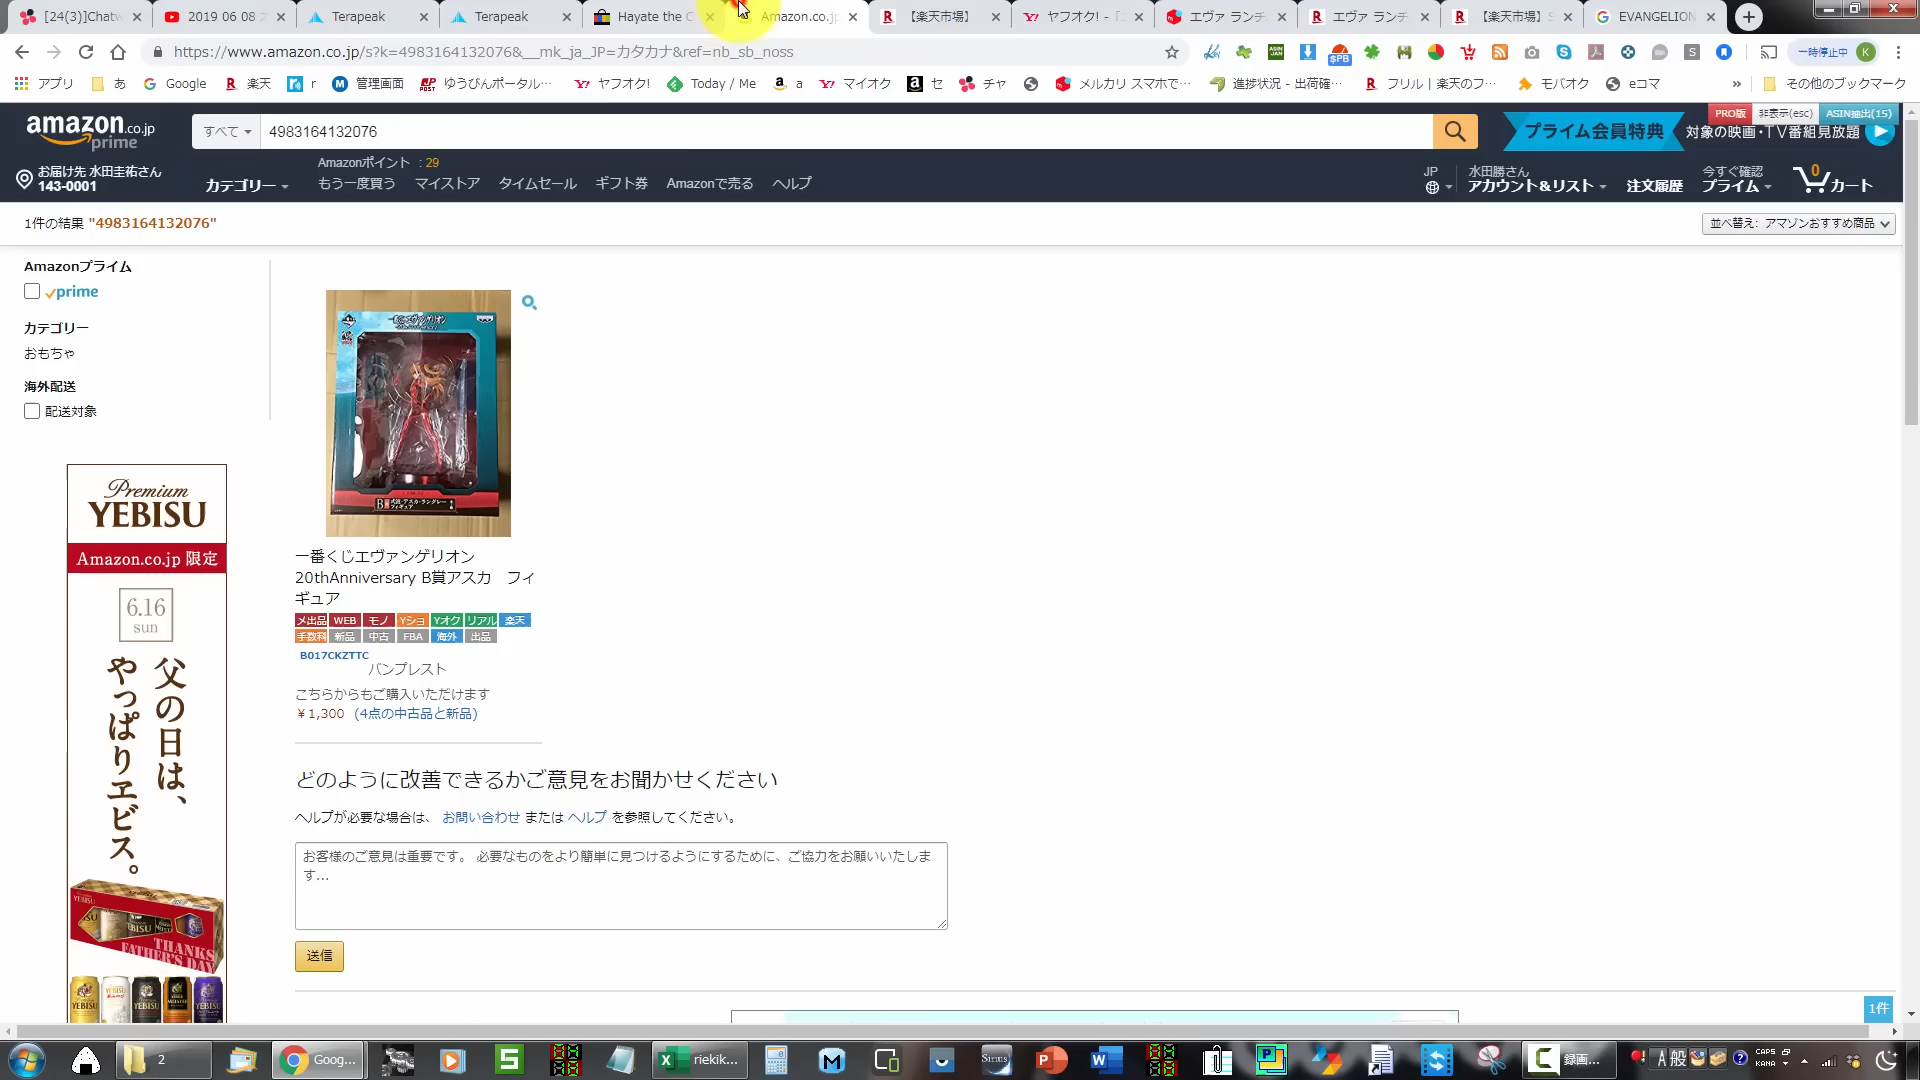 [24(3)]Chatw
2019 06 08 2
Terapeak
Terapeak
Hayate the C
Amazon.co.jp
【楽天市場】
ヤフオク! -「
エヴァ ランチ
エヴァ ランチ
【楽天市場】S
EVANGELION
https://www.amazon.co.jp/s?k=4983164132076&__mk_ja_JP=カタカナ&ref=nb_sb_noss
一時停止中
K
アプリ
あ
Google
楽天
r
管理画面
ゆうびんポータル…
ヤフオク!
Today / Me
a
マイオク
セ
チャ
メルカリ スマホで…
進捗状況 - 出荷確…
フリル | 楽天のフ…
モバオク
eコマ
»
その他のブックマーク
PRO版
非表示(esc)
ASIN抽出(15)
amazon.co.jp
prime
すべて
4983164132076
プライム会員特典
対象の映画・TV番組見放題
お届け先 水田圭祐さん
143-0001
カテゴリー
Amazonポイント : 29
もう一度買う
マイストア
タイムセール
ギフト券
Amazonで売る
ヘルプ
JP
水田勝さん
アカウント&リスト
注文履歴
今すぐ確認
プライム
0
カート
1件の結果 "4983164132076"
並べ替え: アマゾンおすすめ商品
Amazonプライム
prime
カテゴリー
おもちゃ
海外配送
配送対象
一番くじエヴァンゲリオン
20thAnniversary B賞アスカ　フィ
ギュア
メ出品 WEB モノ Yショ Yオク リアル 楽天
手数料 新品 中古 FBA 海外 出品
B017CKZTTC
バンプレスト
こちらからもご購入いただけます
￥1,300 (4点の中古品と新品)
どのように改善できるかご意見をお聞かせください
ヘルプが必要な場合は、 お問い合わせ または ヘルプ を参照してください。
お客様のご意見は重要です。 必要なものをより簡単に見つけるようにするために、ご協力をお願いいたしま
す...
送信
Premium
YEBISU
Amazon.co.jp 限定
6.16
sun
父の日は、
やっぱりヱビス。
THANKS
FATHER'S DAY
YEBISU
1件
2
Goog...
riekik...
Sirius
録画...
A 般
CAPS
KANA